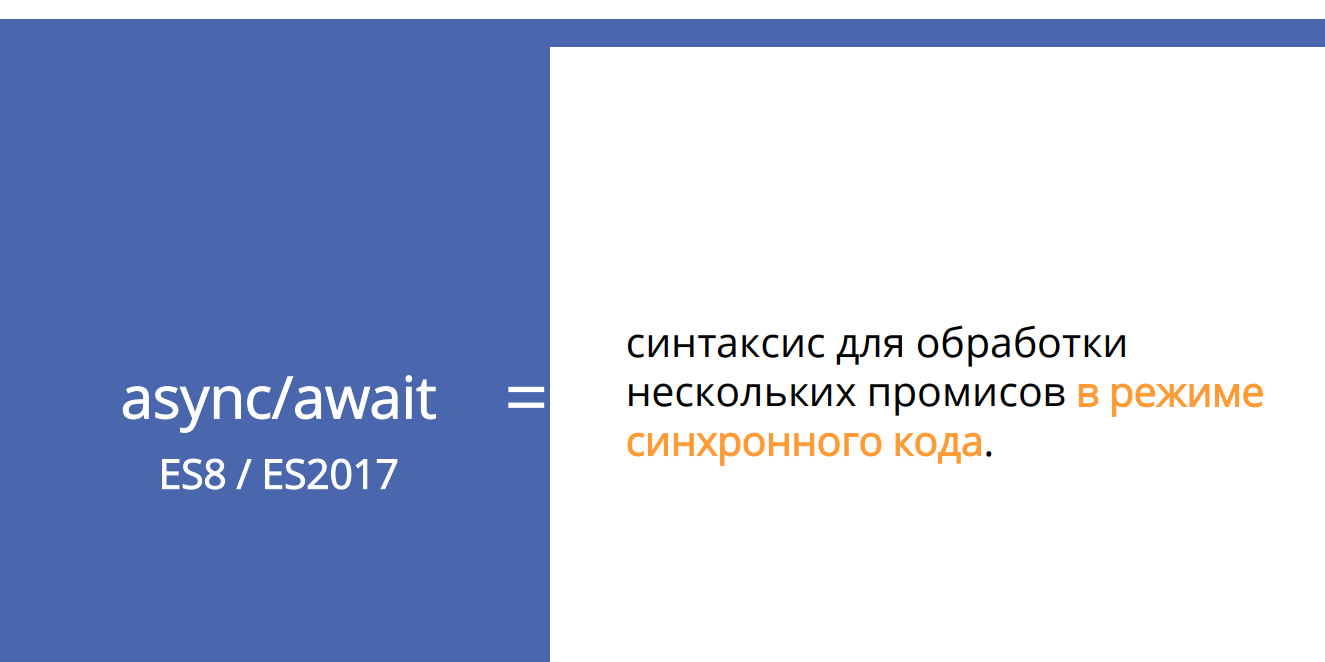 async/await =
ES8 / ES2017
синтаксис для обработки
нескольких промисов в режиме
синхронного кода.